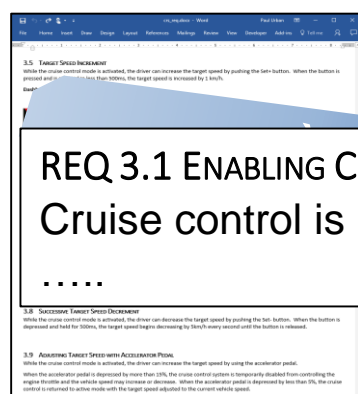 crs_req.docx - Word
Paul Urban
File Home Insert Draw Design Layout References Mailings Review View Developer Add-ins Tell me
3.5 TARGET SPEED INCREMENT
While the cruise control mode is activated, the driver can increase the target speed by pushing the Set+ button. When the button is
pressed and is less than 500ms, the target speed is increased by 1 km/h.
REQ 3.1 ENABLING C
Cruise control is
.....
3.8 SUCCESSIVE TARGET SPEED DECREMENT
While the cruise control mode is activated, the driver can decrease the target speed by pushing the Set- button. When the button is
depressed and held for 500ms, the target speed begins decreasing by 5km/h every second until the button is released.
3.9 ADJUSTING TARGET SPEED WITH ACCELERATOR PEDAL
While the cruise control mode is activated, the driver can increase the target speed by using the accelerator pedal.
When the accelerator pedal is depressed by more than 15%, the cruise control system is temporarily disabled from controlling the
engine throttle and the vehicle speed may increase or decrease. When the accelerator pedal is depressed by less than 5%, the cruise
control is returned to active mode with the target speed adjusted to the current vehicle speed.